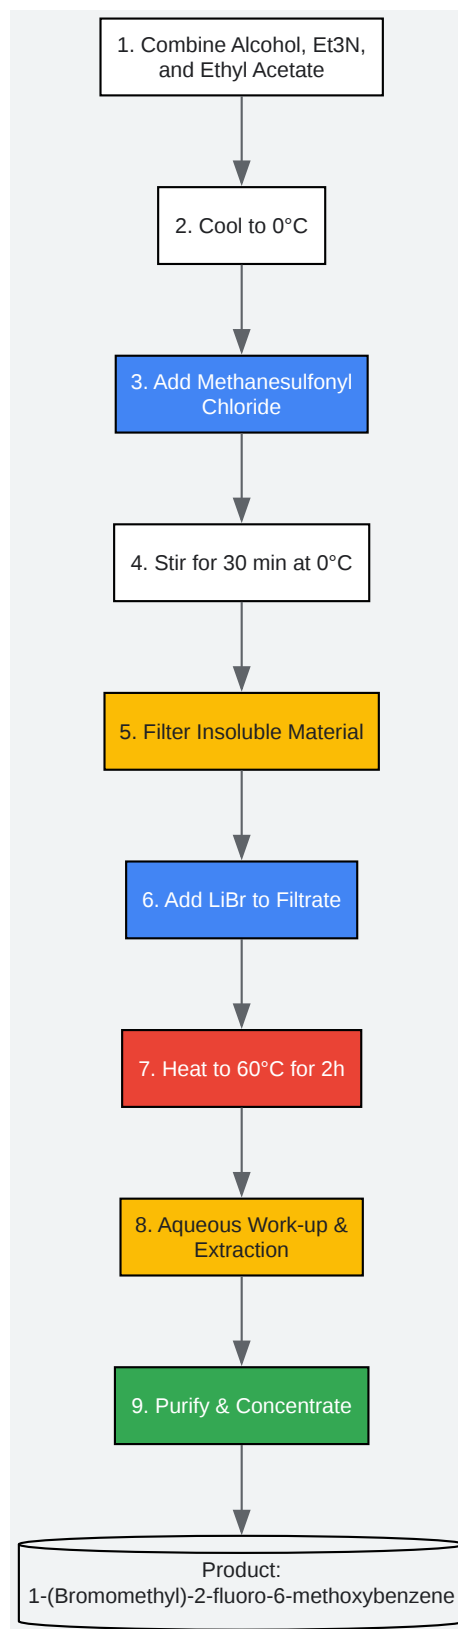 1. Combine Alcohol, Et3N,
and Ethyl Acetate
2. Cool to 0°C
3. Add Methanesulfonyl
Chloride
4. Stir for 30 min at 0°C
5. Filter Insoluble Material
6. Add LiBr to Filtrate
7. Heat to 60°C for 2h
8. Aqueous Work-up &
Extraction
9. Purify & Concentrate
Product:
1-(Bromomethyl)-2-fluoro-6-methoxybenzene